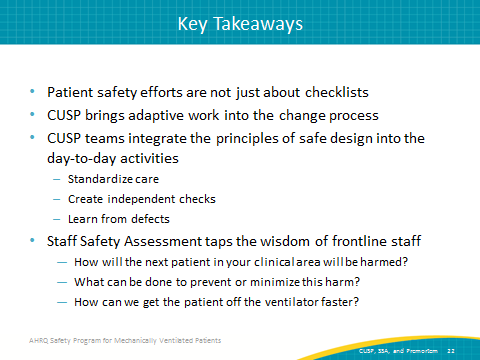 Key Takeaways
• Patient safety efforts are not just about checklists
• CUSP brings adaptive work into the change process
• CUSP teams integrate the principles of safe design into the
day-to-day activities
– Standardize care
– Create independent checks
– Learn from defects
• Staff Safety Assessment taps the wisdom of frontline staff
— How will the next patient in your clinical area will be harmed?
— What can be done to prevent or minimize this harm?
— How can we get the patient off the ventilator faster?
AHRQ Safety Program for Mechanically Ventilated Patients
CUSP, SSA, and Premortem 22